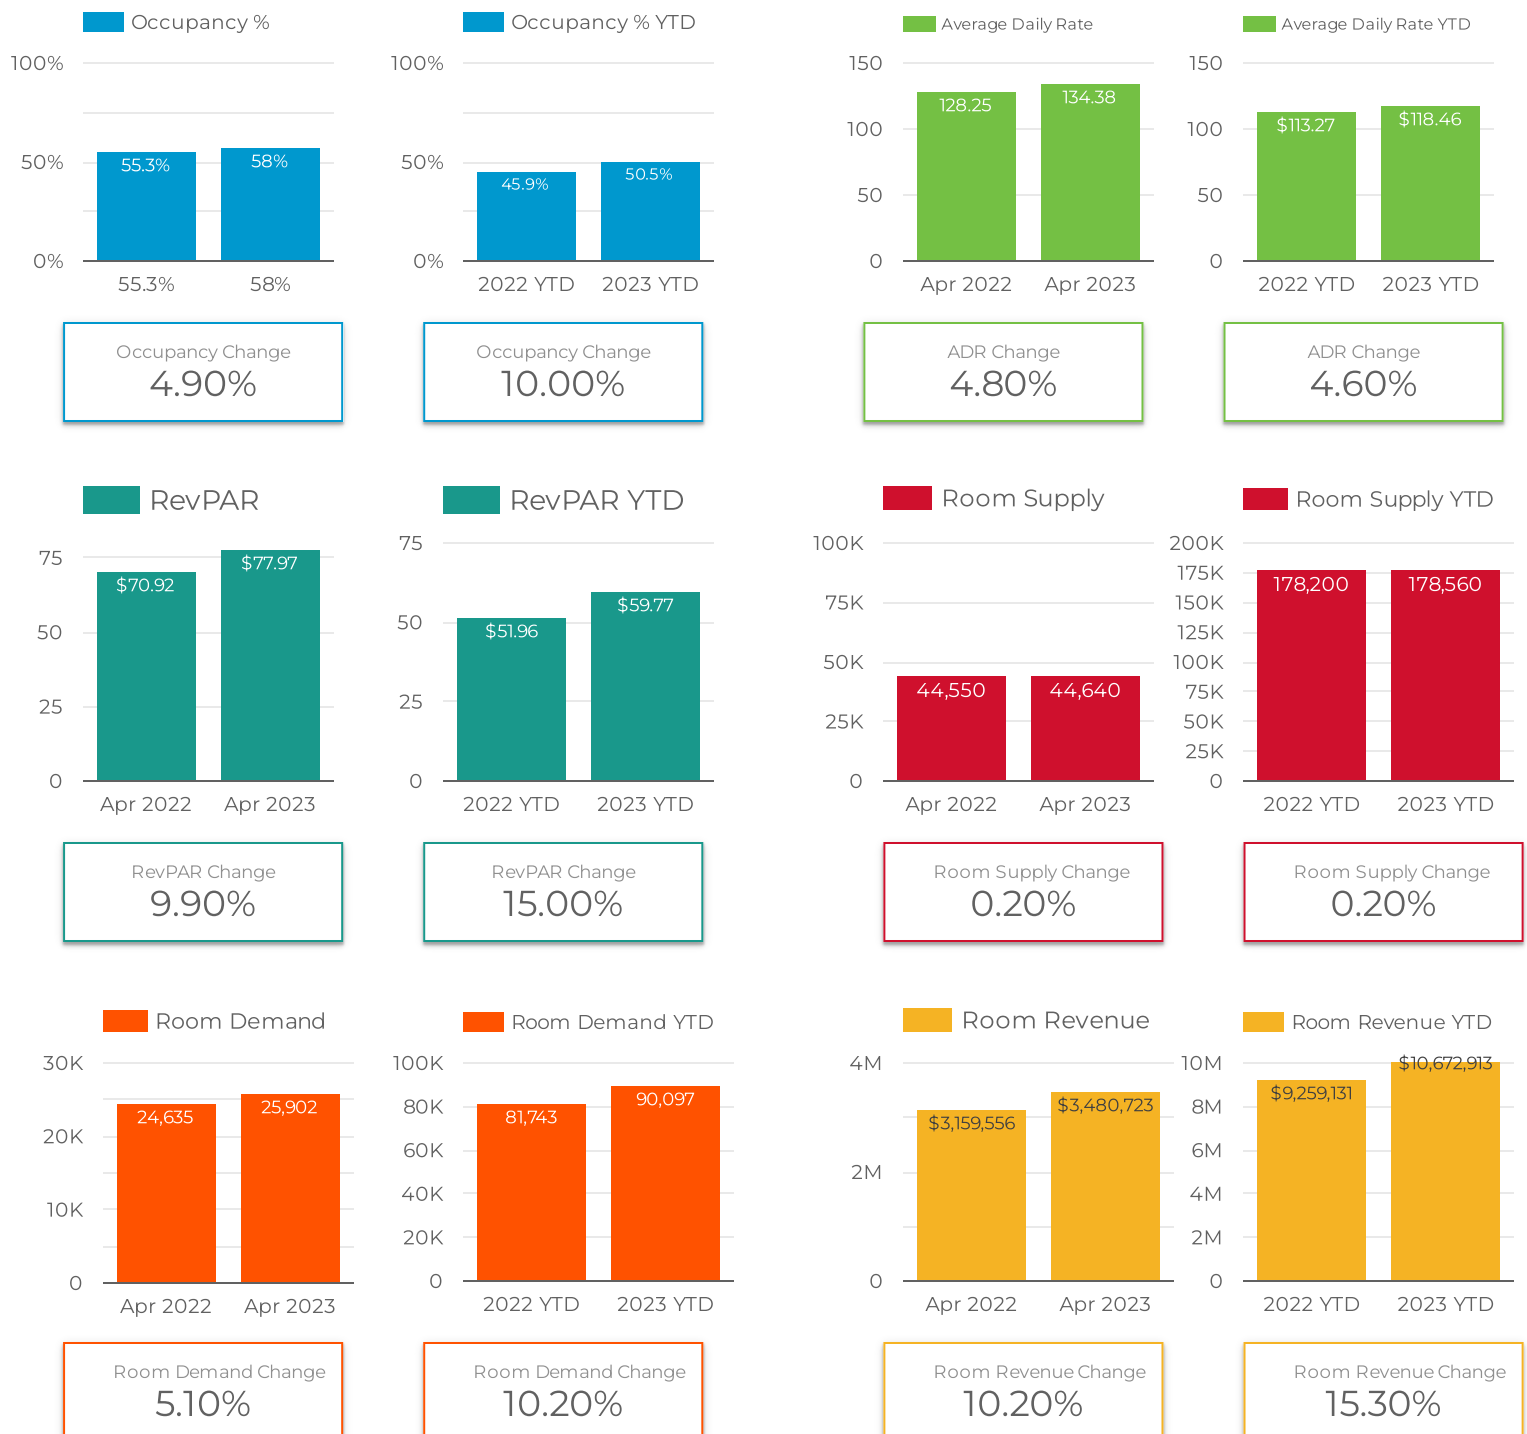 Occupancy %
100%
50%
0%
55.3%
58%
55.3%
58%
Occupancy Change
4.90%
Occupancy % YTD
100%
50%
0%
45.9%
50.5%
2022 YTD
2023 YTD
Occupancy Change
10.00%
Average Daily Rate
150
100
50
0
128.25
134.38
Apr 2022
Apr 2023
ADR Change
4.80%
Average Daily Rate YTD
150
100
50
0
$113.27
$118.46
2022 YTD
2023 YTD
ADR Change
4.60%
RevPAR
75
50
25
0
$70.92
$77.97
Apr 2022
Apr 2023
RevPAR Change
9.90%
RevPAR YTD
75
50
25
0
$51.96
$59.77
2022 YTD
2023 YTD
RevPAR Change
15.00%
Room Supply
100K
75K
50K
25K
0
44,550
44,640
Apr 2022
Apr 2023
Room Supply Change
0.20%
Room Supply YTD
200K
175K
150K
125K
100K
75K
50K
25K
0
178,200
178,560
2022 YTD
2023 YTD
Room Supply Change
0.20%
Room Demand
30K
20K
10K
0
24,635
25,902
Apr 2022
Apr 2023
Room Demand Change
5.10%
Room Demand YTD
100K
80K
60K
40K
20K
0
81,743
90,097
2022 YTD
2023 YTD
Room Demand Change
10.20%
Room Revenue
4M
2M
0
$3,159,556
$3,480,723
Apr 2022
Apr 2023
Room Revenue Change
10.20%
Room Revenue YTD
10M
8M
6M
4M
2M
0
$9,259,131
$10,672,913
2022 YTD
2023 YTD
Room Revenue Change
15.30%